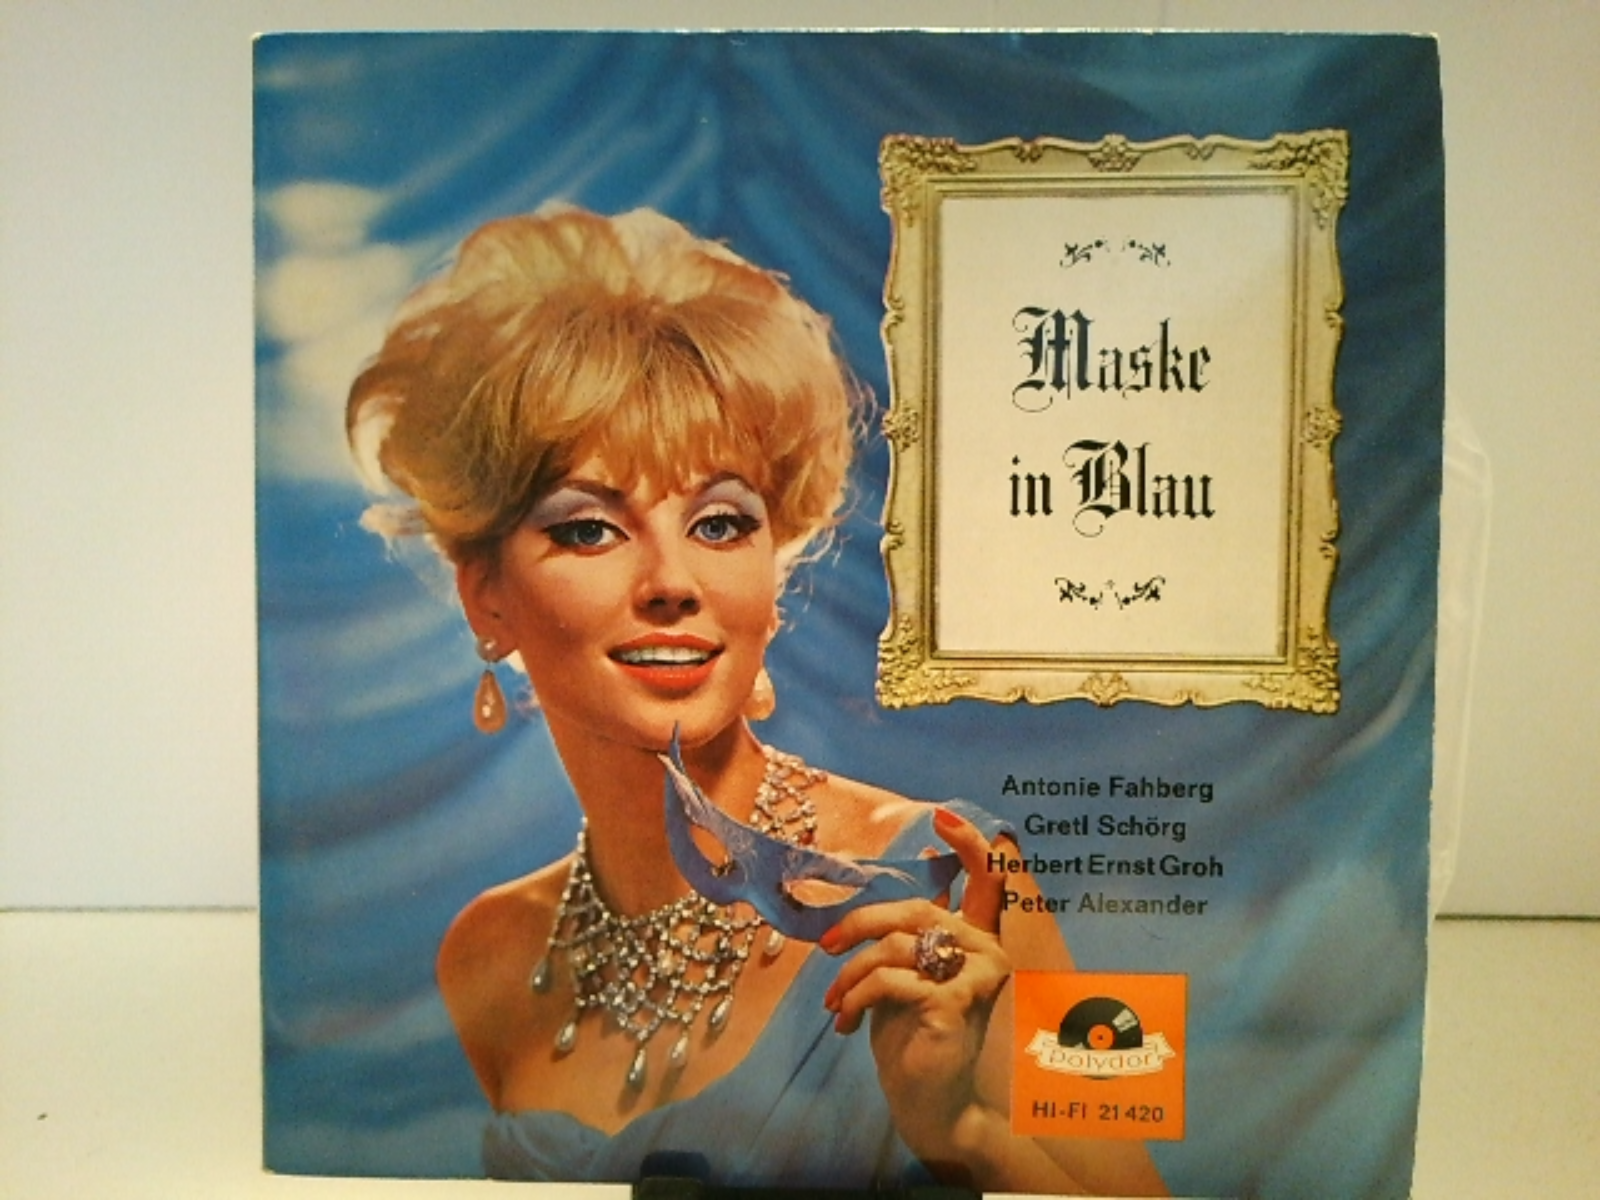 Maske
in Blau
Antonie Fahberg
Gretl Schörg
Herbert Ernst Groh
Peter Alexander
Polydor
HI-FI 21 420